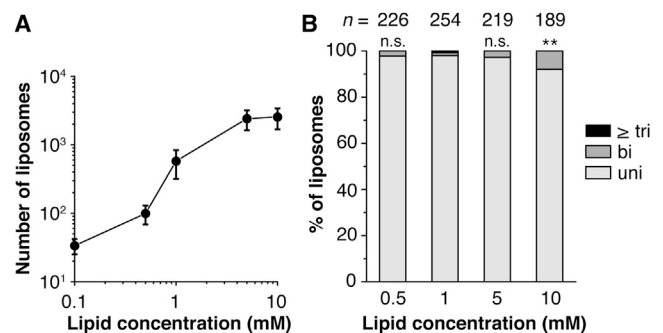 A
Number of liposomes
10⁴
10³
10²
10¹
0.1
1
10
Lipid concentration (mM)
B
n = 226 254 219 189
n.s. n.s. **
% of liposomes
100
80
60
40
20
0
0.5 1 5 10
Lipid concentration (mM)
≥ tri
bi
uni